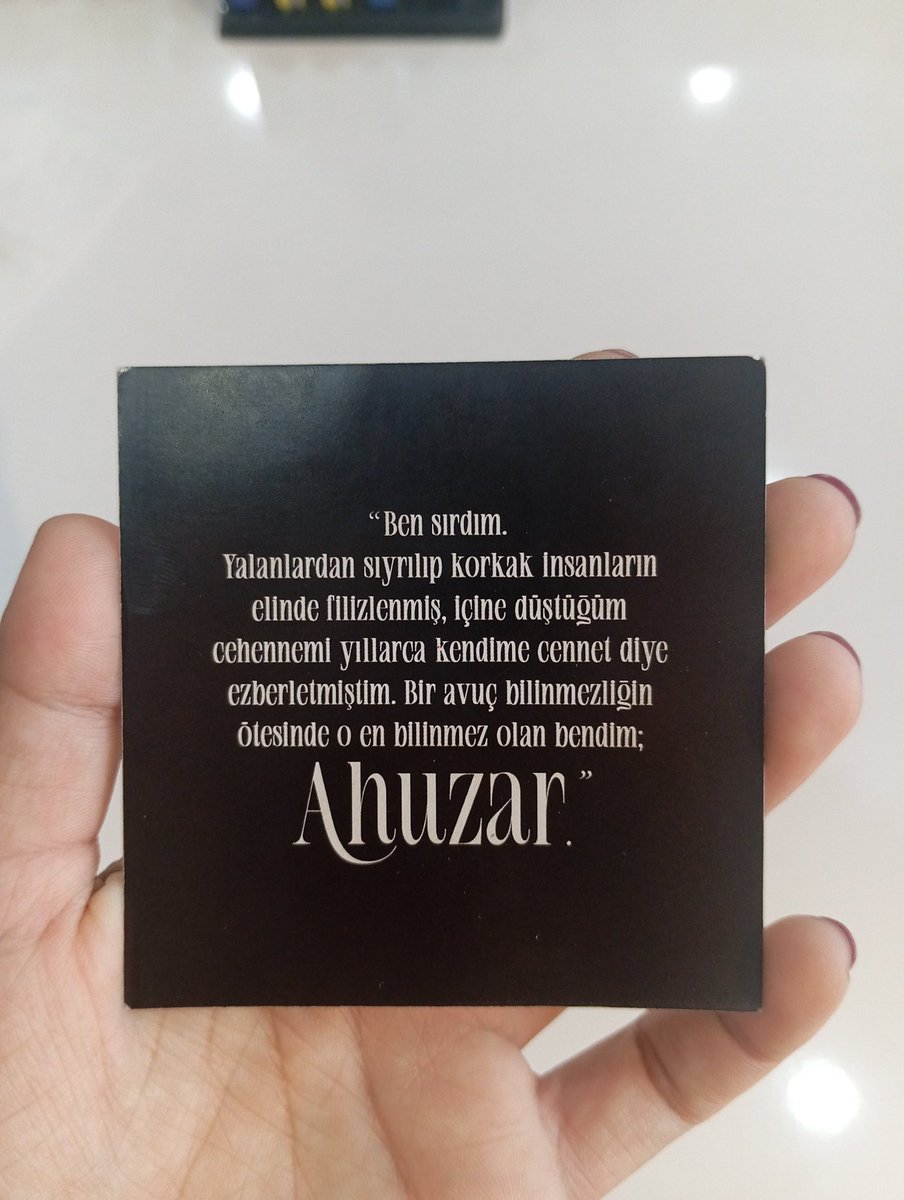 “Ben sırdım.
Yalanlardan sıyrılıp korkak insanların
elinde filizlenmiş, içine düştüğüm
cehennemi yıllarca kendime cennet diye
ezberletmiştim. Bir avuç bilinmezliğin
ötesinde o en bilinmez olan bendim;
Ahuzar.”